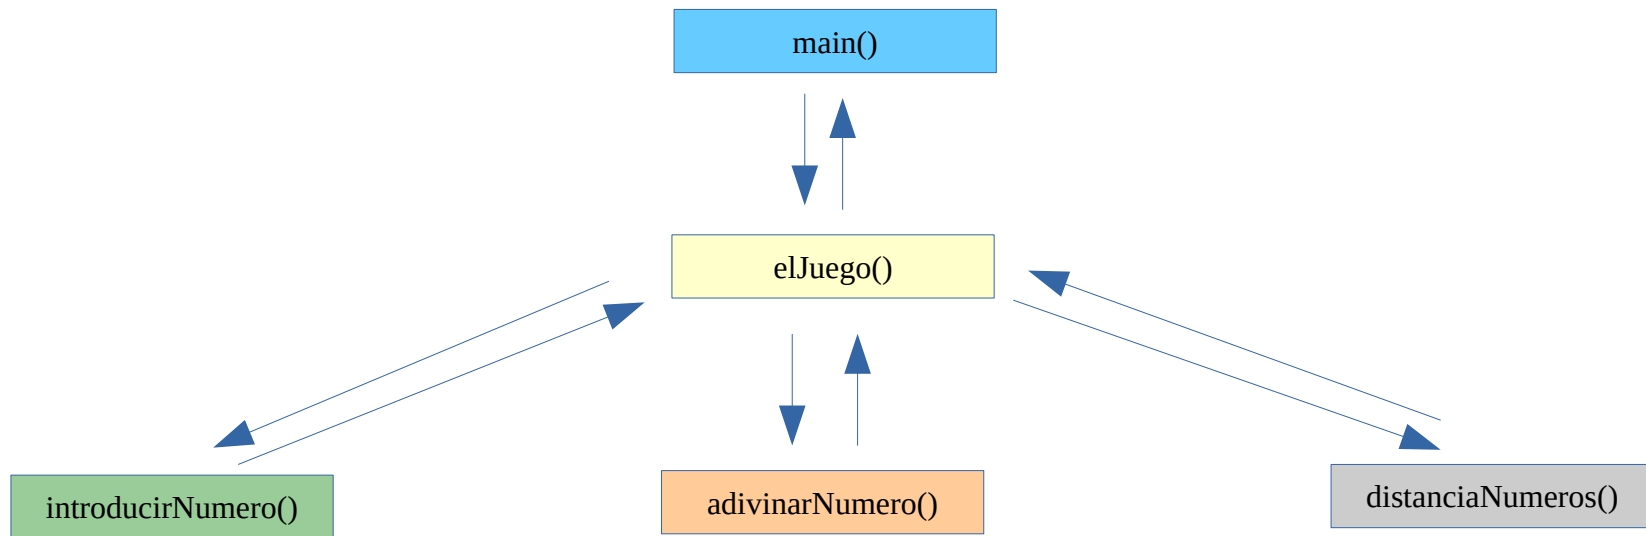 main()
elJuego()
introducirNumero()
adivinarNumero()
distanciaNumeros()